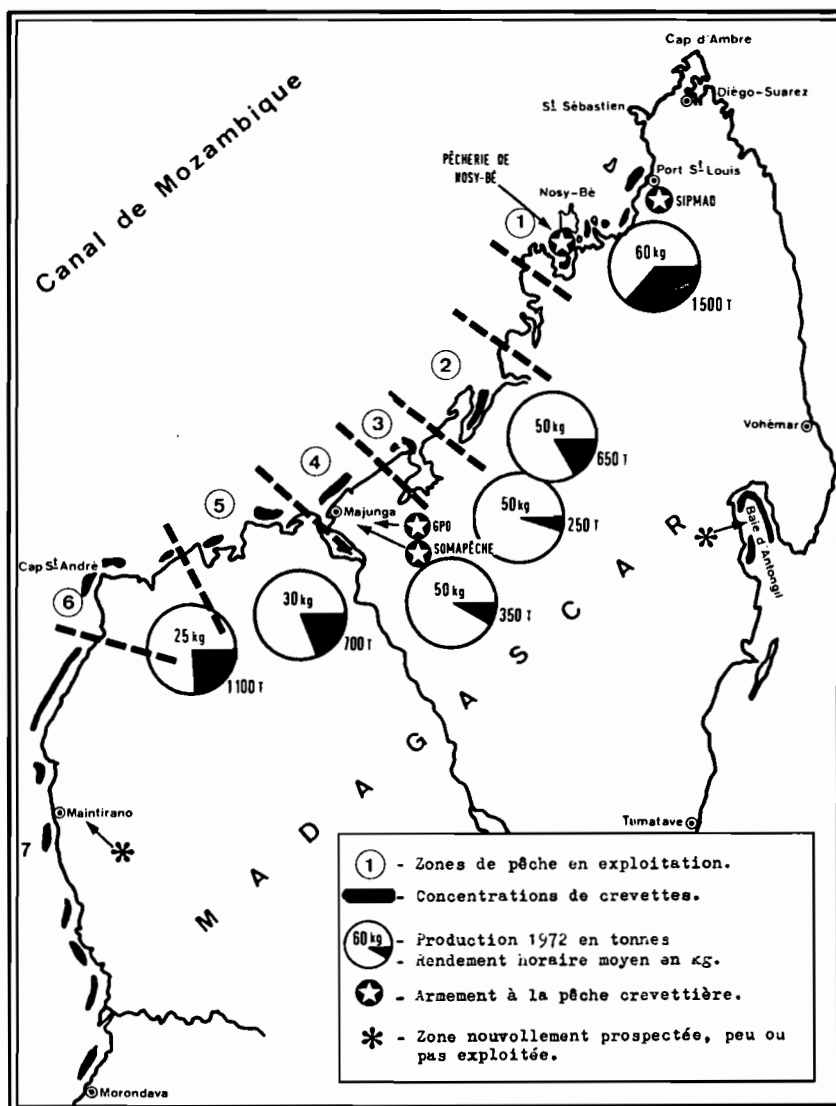 Cap d'Ambre
Diégo-Suarez
St Sébastien
Canal de Mozambique
PÊCHERIE DE
NOSY-BÉ
Nosy-Bé
Port St Louis
SIPMAD
1
60 kg
1500 T
2
50 kg
650 T
Vohémar
3
50 kg
250 T
4
Majunga
GPO
SOMAPÊCHE
Baie d'Antongil
5
50 kg
350 T
Cap St André
6
30 kg
700 T
25 kg
1100 T
MADAGASCAR
Maintirano
7
Tamatave
Morondava
1 - Zones de pêche en exploitation.
- Concentrations de crevettes.
60 kg - Production 1972 en tonnes
- Rendement horaire moyen en Kg.
- Armement à la pêche crevettière.
- Zone nouvollement prospectée, peu ou
pas exploitée.